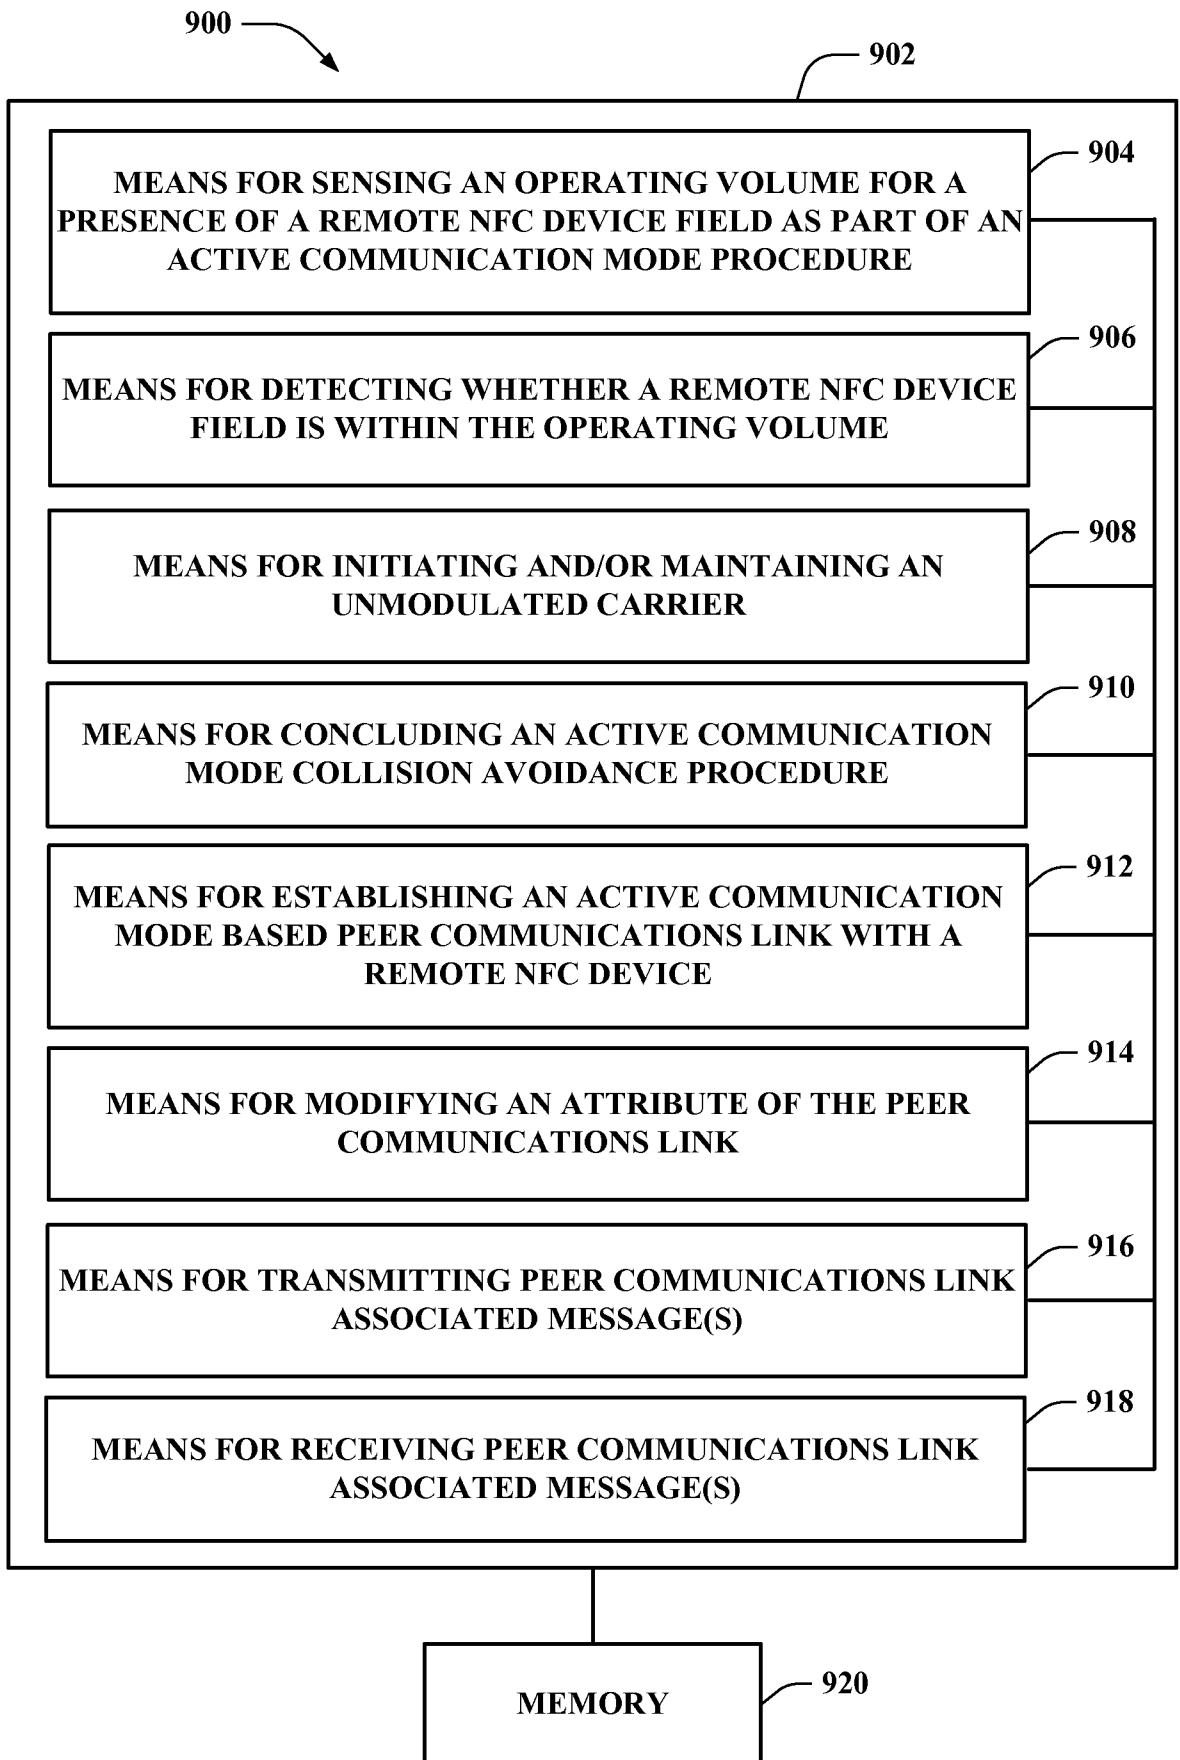 900
902
904
MEANS FOR SENSING AN OPERATING VOLUME FOR A
PRESENCE OF A REMOTE NFC DEVICE FIELD AS PART OF AN
ACTIVE COMMUNICATION MODE PROCEDURE
906
MEANS FOR DETECTING WHETHER A REMOTE NFC DEVICE
FIELD IS WITHIN THE OPERATING VOLUME
908
MEANS FOR INITIATING AND/OR MAINTAINING AN
UNMODULATED CARRIER
910
MEANS FOR CONCLUDING AN ACTIVE COMMUNICATION
MODE COLLISION AVOIDANCE PROCEDURE
912
MEANS FOR ESTABLISHING AN ACTIVE COMMUNICATION
MODE BASED PEER COMMUNICATIONS LINK WITH A
REMOTE NFC DEVICE
914
MEANS FOR MODIFYING AN ATTRIBUTE OF THE PEER
COMMUNICATIONS LINK
916
MEANS FOR TRANSMITTING PEER COMMUNICATIONS LINK
ASSOCIATED MESSAGE(S)
918
MEANS FOR RECEIVING PEER COMMUNICATIONS LINK
ASSOCIATED MESSAGE(S)
920
MEMORY